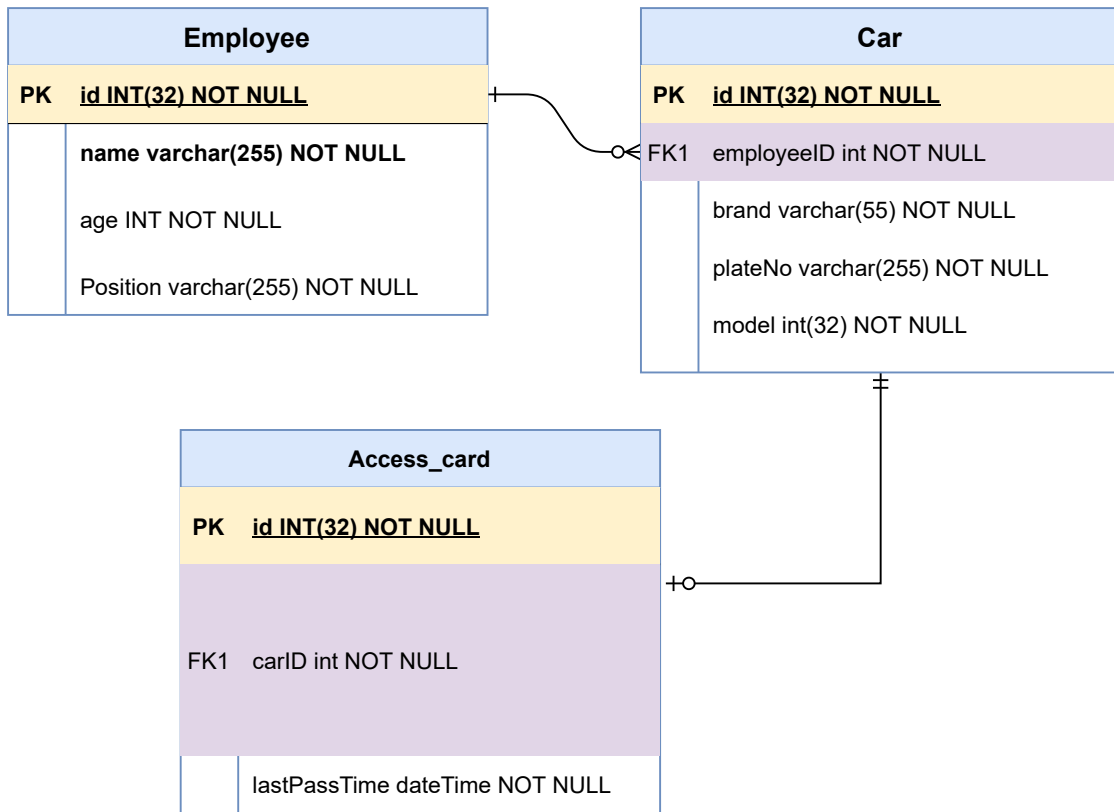 Employee
PK id INT(32) NOT NULL
name varchar(255) NOT NULL
age INT NOT NULL
Position varchar(255) NOT NULL
Car
PK id INT(32) NOT NULL
FK1 employeeID int NOT NULL
brand varchar(55) NOT NULL
plateNo varchar(255) NOT NULL
model int(32) NOT NULL
Access_card
PK id INT(32) NOT NULL
FK1 carID int NOT NULL
lastPassTime dateTime NOT NULL